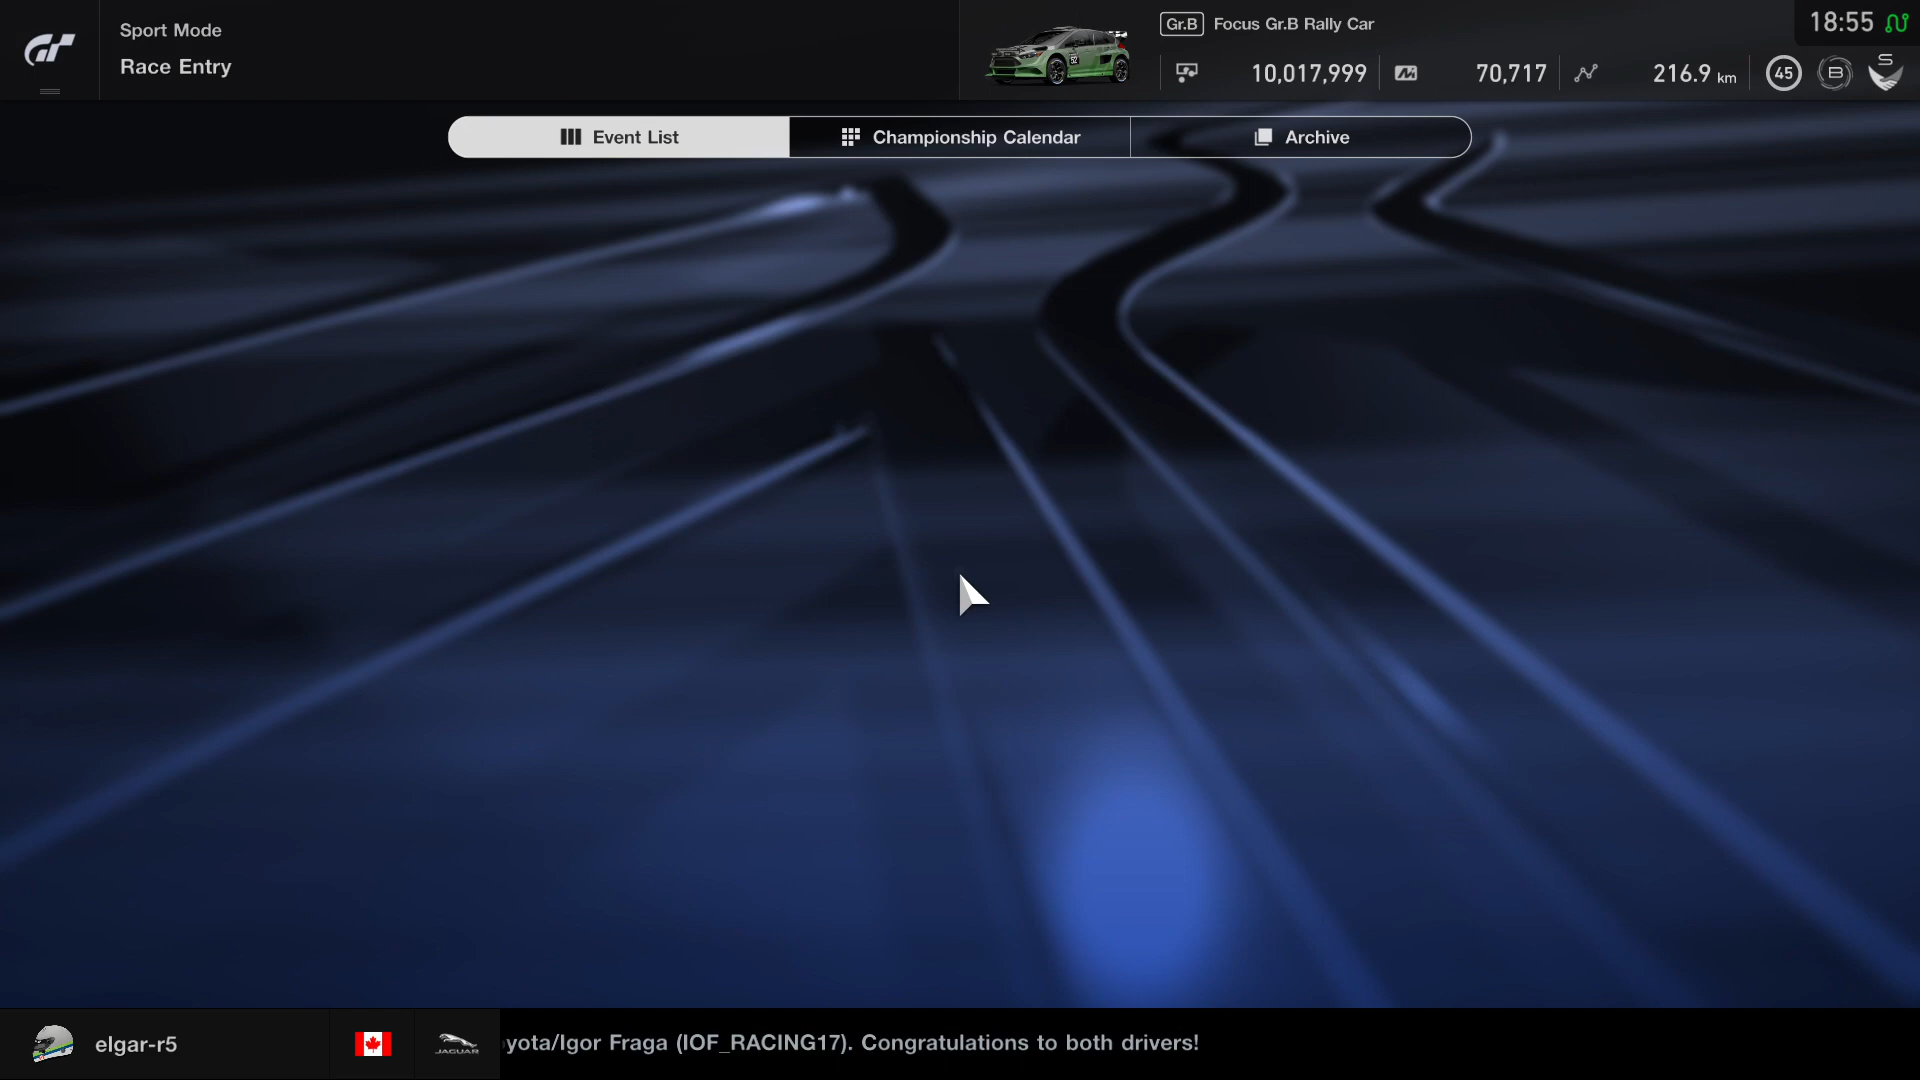 Sport Mode
Race Entry
Gr.B Focus Gr.B Rally Car
18:55
10,017,999
70,717
216.9 km
45
B
S
Event List
Championship Calendar
Archive
elgar-r5
JAGUAR
yota/Igor Fraga (IOF_RACING17). Congratulations to both drivers!